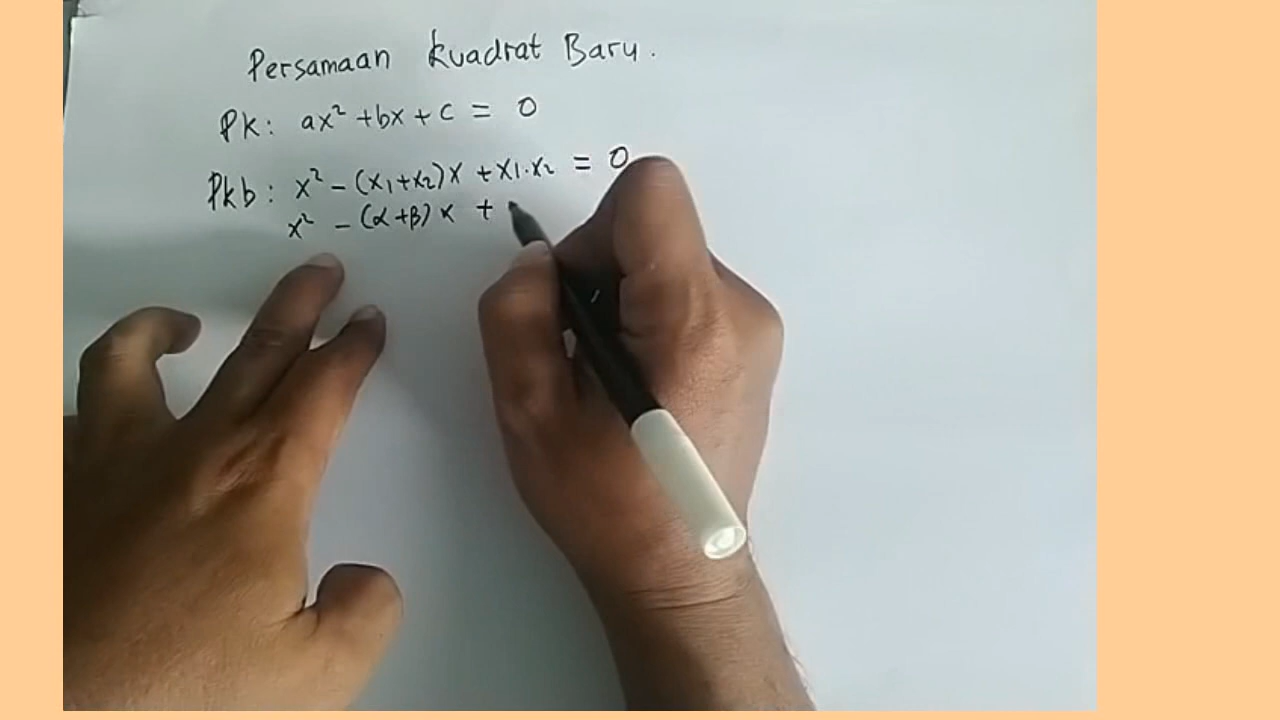 Persamaan Kuadrat Baru.
PK: ax² + bx + c = 0
Pkb: x² - (x₁+x₂)x + x₁.x₂ = 0
x² - (α+β)x +